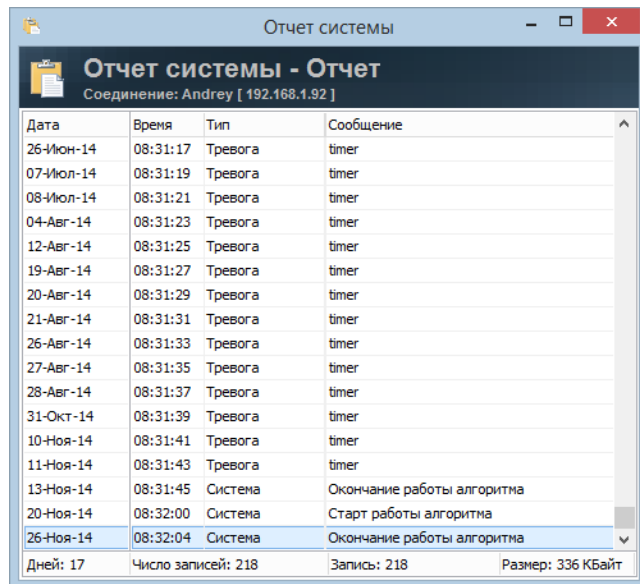 Отчет системы
Отчет системы - Отчет
Соединение: Andrey [ 192.168.1.92 ]
Дата Время Тип Сообщение
26-Июн-14 08:31:17 Тревога timer
07-Июл-14 08:31:19 Тревога timer
08-Июл-14 08:31:21 Тревога timer
04-Авг-14 08:31:23 Тревога timer
12-Авг-14 08:31:25 Тревога timer
19-Авг-14 08:31:27 Тревога timer
20-Авг-14 08:31:29 Тревога timer
21-Авг-14 08:31:31 Тревога timer
26-Авг-14 08:31:33 Тревога timer
27-Авг-14 08:31:35 Тревога timer
28-Авг-14 08:31:37 Тревога timer
31-Окт-14 08:31:39 Тревога timer
10-Ноя-14 08:31:41 Тревога timer
11-Ноя-14 08:31:43 Тревога timer
13-Ноя-14 08:31:45 Система Окончание работы алгоритма
20-Ноя-14 08:32:00 Система Старт работы алгоритма
26-Ноя-14 08:32:04 Система Окончание работы алгоритма
Дней: 17 Число записей: 218 Запись: 218 Размер: 336 КБайт